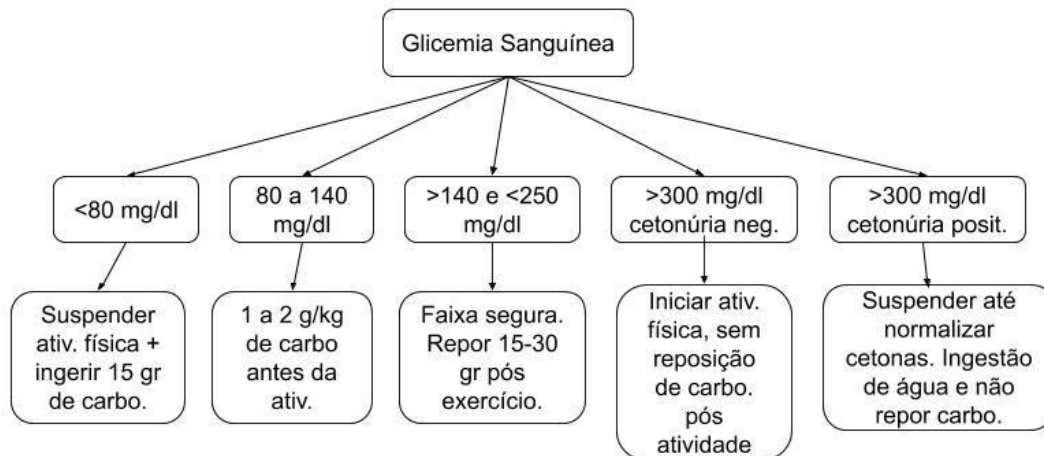 Glicemia Sanguínea
<80 mg/dl
80 a 140
mg/dl
>140 e <250
mg/dl
>300 mg/dl
cetonúria neg.
>300 mg/dl
cetonúria posit.
Suspender
ativ. física +
ingerir 15 gr
de carbo.
1 a 2 g/kg
de carbo
antes da
ativ.
Faixa segura.
Repor 15-30
gr pós
exercício.
Iniciar ativ.
física, sem
reposição
de carbo.
pós
atividade
Suspender até
normalizar
cetonas. Ingestão
de água e não
repor carbo.